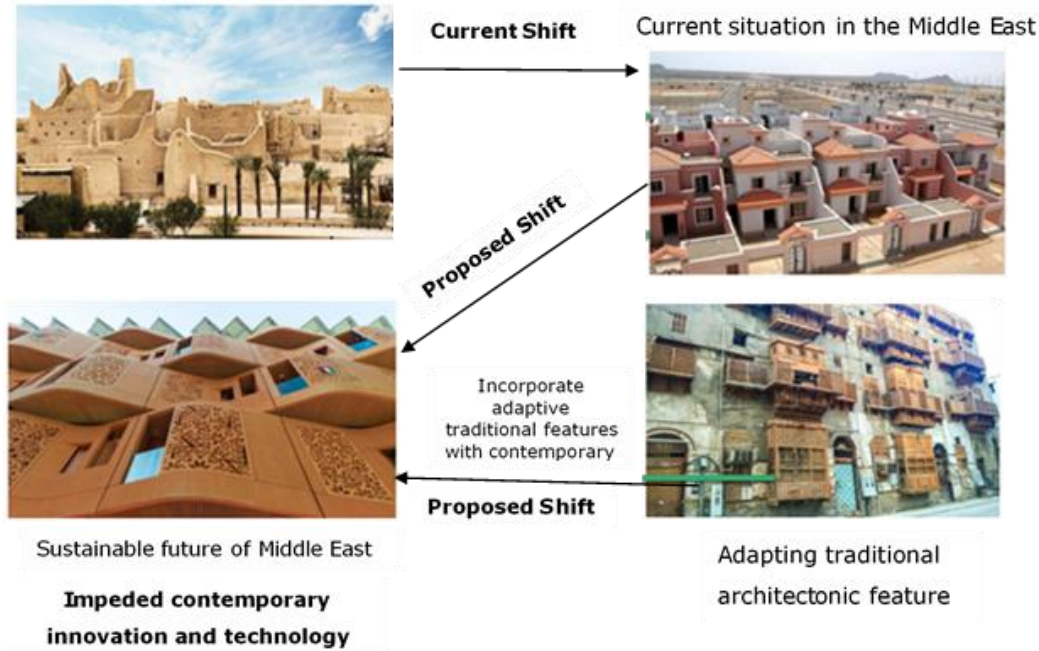 Current Shift
Current situation in the Middle East
Proposed Shift
Incorporate
adaptive
traditional features
with contemporary
Proposed Shift
Sustainable future of Middle East
Impeded contemporary
innovation and technology
Adapting traditional
architectonic feature